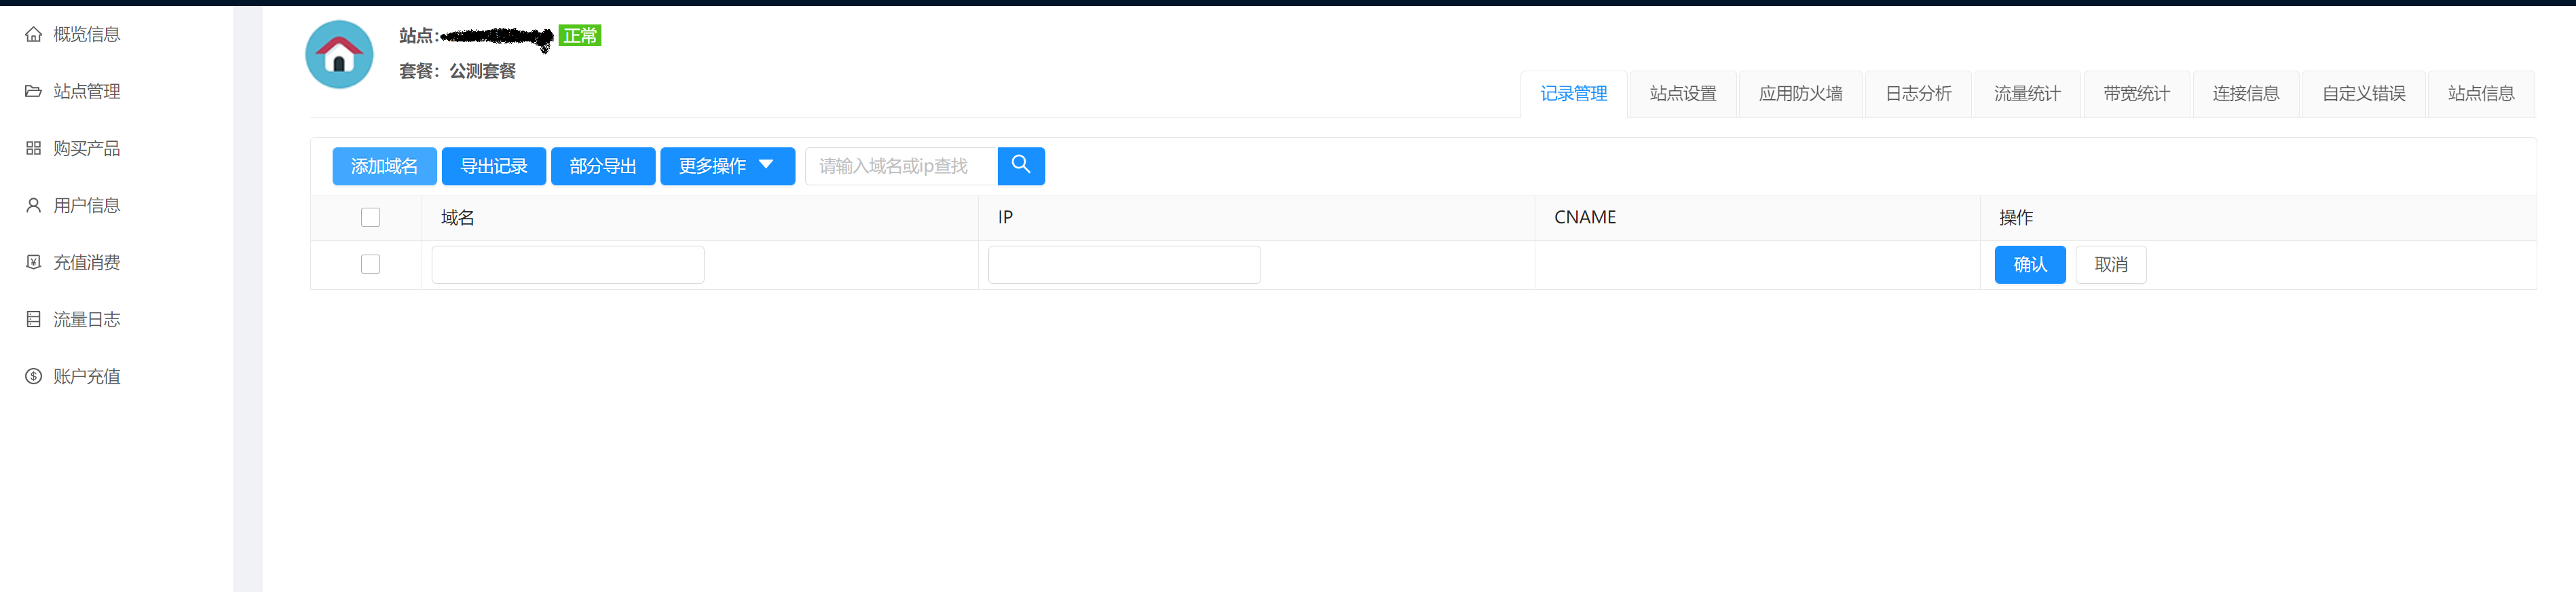 概览信息
站点管理
购买产品
用户信息
充值消费
流量日志
账户充值
站点: 正常
套餐: 公测套餐
记录管理 站点设置 应用防火墙 日志分析 流量统计 带宽统计 连接信息 自定义错误 站点信息
添加域名 导出记录 部分导出 更多操作 请输入域名或ip查找
域名 IP CNAME 操作
确认 取消